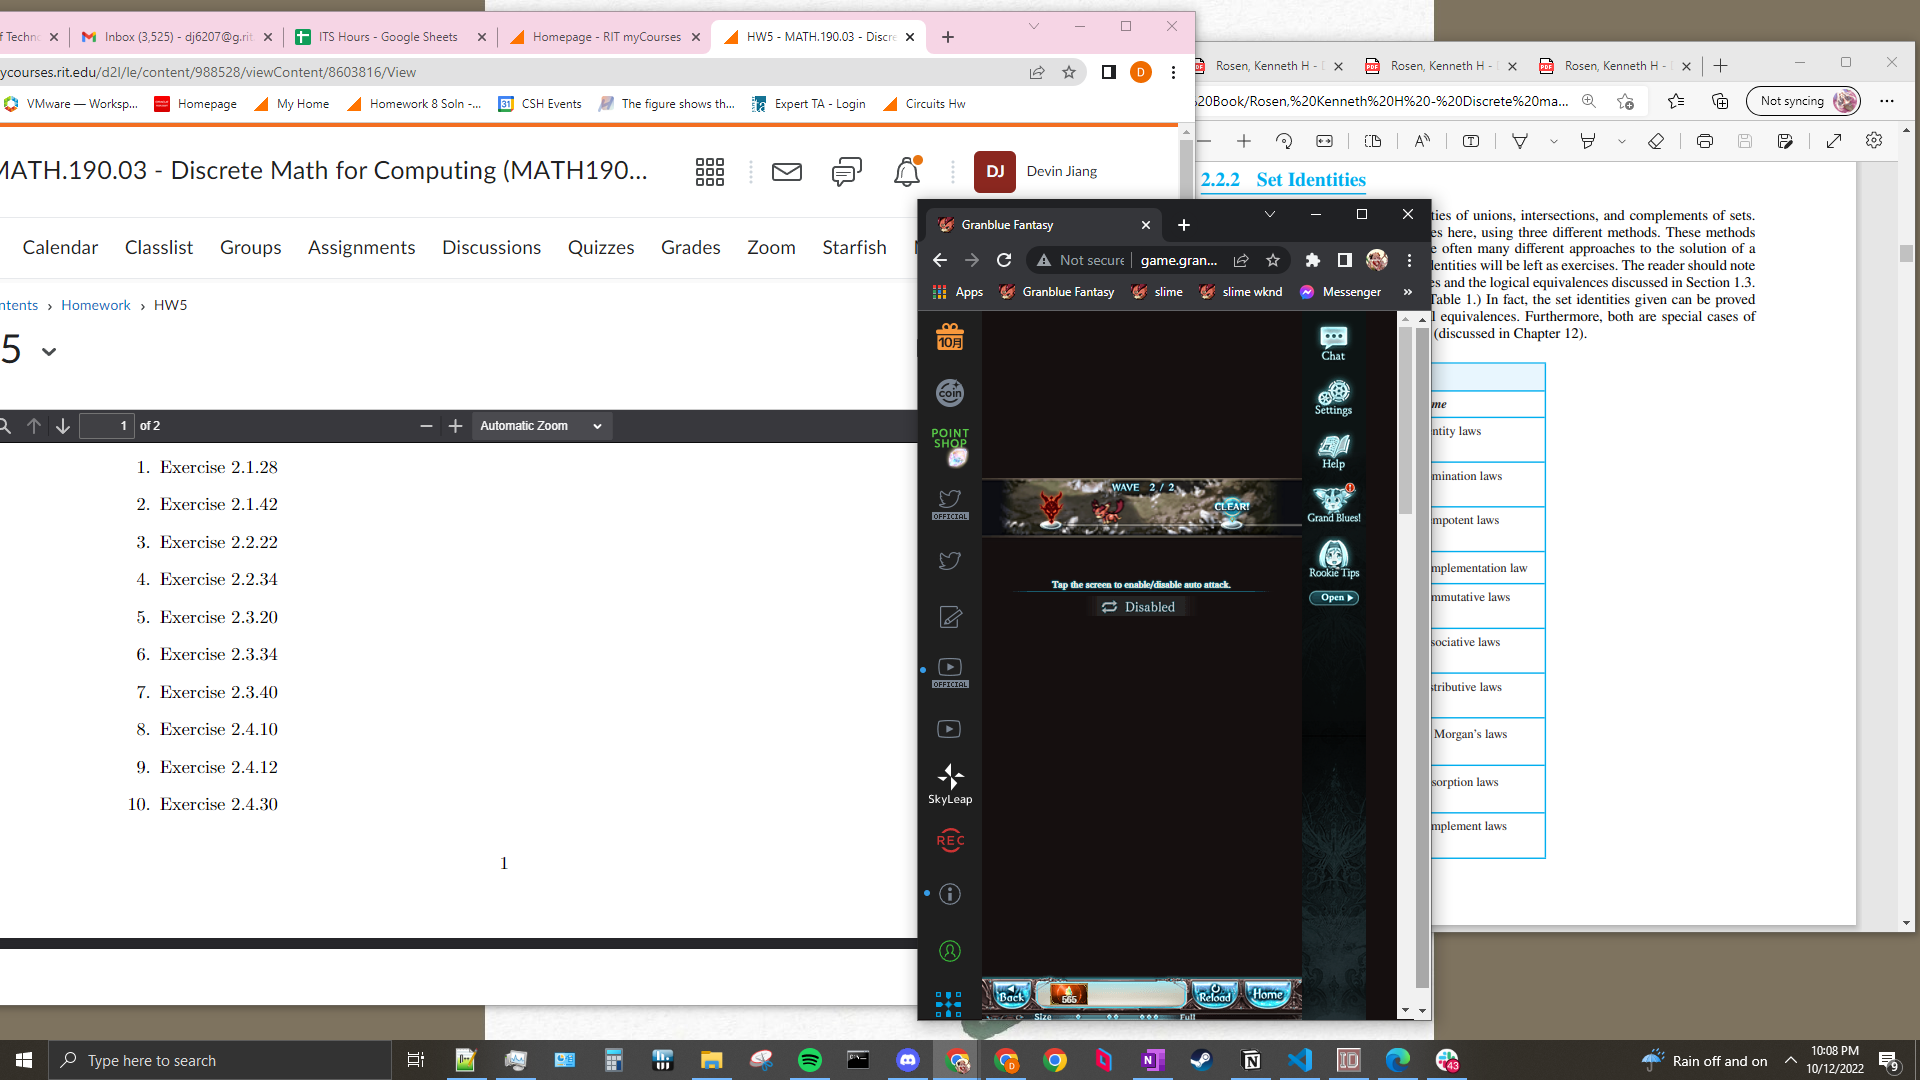 f Techno
Inbox (3,525) - dj6207@g.rit
ITS Hours - Google Sheets
Homepage - RIT myCourses
HW5 - MATH.190.03 - Discre
ycourses.rit.edu/d2l/le/content/988528/viewContent/8603816/View
D
VMware — Worksp...
Homepage
My Home
Homework 8 Soln -...
31
CSH Events
The figure shows th...
Expert TA - Login
Circuits Hw
MATH.190.03 - Discrete Math for Computing (MATH190...
DJ
Devin Jiang
Calendar
Classlist
Groups
Assignments
Discussions
Quizzes
Grades
Zoom
Starfish
ntents › Homework › HW5
5
1 of 2
Automatic Zoom
1. Exercise 2.1.28
2. Exercise 2.1.42
3. Exercise 2.2.22
4. Exercise 2.2.34
5. Exercise 2.3.20
6. Exercise 2.3.34
7. Exercise 2.3.40
8. Exercise 2.4.10
9. Exercise 2.4.12
10. Exercise 2.4.30
1
Granblue Fantasy
Not secure
game.gran...
Apps
Granblue Fantasy
slime
slime wknd
Messenger
»
10月
coin
POINT
SHOP
OFFICIAL
OFFICIAL
SkyLeap
REC
WAVE 2 / 2
CLEAR!
Tap the screen to enable/disable auto attack.
Disabled
Chat
Settings
Help
Grand Blues!
Rookie Tips
Open
Back
565
Reload
Home
Size
Full
Rosen, Kenneth H - D
PDF
Rosen, Kenneth H - D
PDF
Rosen, Kenneth H -
%20Book/Rosen,%20Kenneth%20H%20-%20Discrete%20ma...
Not syncing
2.2.2 Set Identities
ties of unions, intersections, and complements of sets.
es here, using three different methods. These methods
e often many different approaches to the solution of a
dentities will be left as exercises. The reader should note
es and the logical equivalences discussed in Section 1.3.
Table 1.) In fact, the set identities given can be proved
l equivalences. Furthermore, both are special cases of
(discussed in Chapter 12).
me
ntity laws
mination laws
mpotent laws
mplementation law
mmutative laws
sociative laws
stributive laws
Morgan's laws
sorption laws
mplement laws
Type here to search
43
Rain off and on
10:08 PM
10/12/2022
9